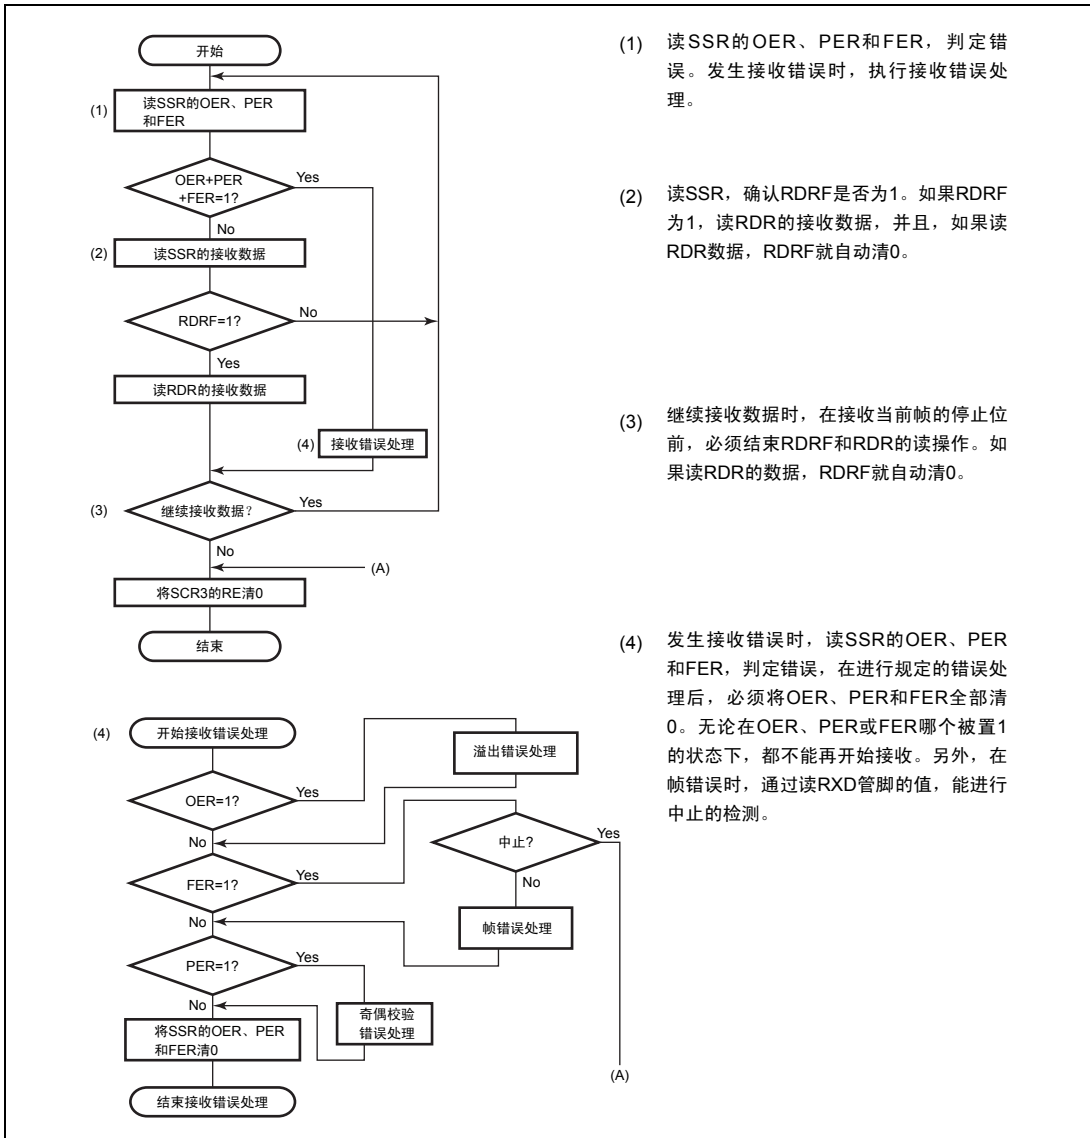 开始
(1)
读SSR的OER、PER
和FER
OER+PER
+FER=1?
Yes
No
(2)
读SSR的接收数据
RDRF=1?
No
Yes
读RDR的接收数据
(4)
接收错误处理
(3)
继续接收数据?
Yes
No
(A)
将SCR3的RE清0
结束
(1) 读SSR的OER、PER和FER，判定错
误。发生接收错误时，执行接收错误处
理。
(2) 读SSR，确认RDRF是否为1。如果RDRF
为1，读RDR的接收数据，并且，如果读
RDR数据，RDRF就自动清0。
(3) 继续接收数据时，在接收当前帧的停止位
前，必须结束RDRF和RDR的读操作。如
果读RDR的数据，RDRF就自动清0。
(4) 发生接收错误时，读SSR的OER、PER
和FER，判定错误，在进行规定的错误处
理后，必须将OER、PER和FER全部清
0。无论在OER、PER或FER哪个被置1
的状态下，都不能再开始接收。另外，在
帧错误时，通过读RXD管脚的值，能进行
中止的检测。
(4)
开始接收错误处理
溢出错误处理
OER=1?
Yes
No
中止?
Yes
FER=1?
Yes
No
No
帧错误处理
PER=1?
Yes
No
奇偶校验
错误处理
将SSR的OER、PER
和FER清0
(A)
结束接收错误处理